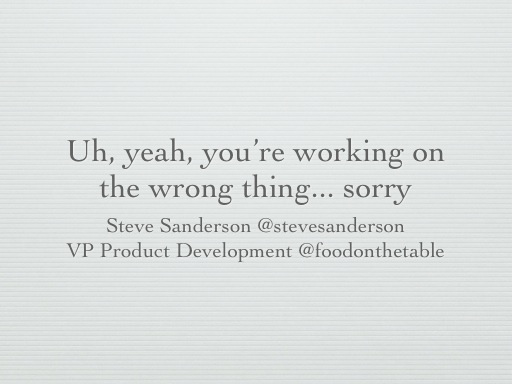 Uh, yeah, you’re working on
the wrong thing... sorry
Steve Sanderson @stevesanderson
VP Product Development @foodonthetable